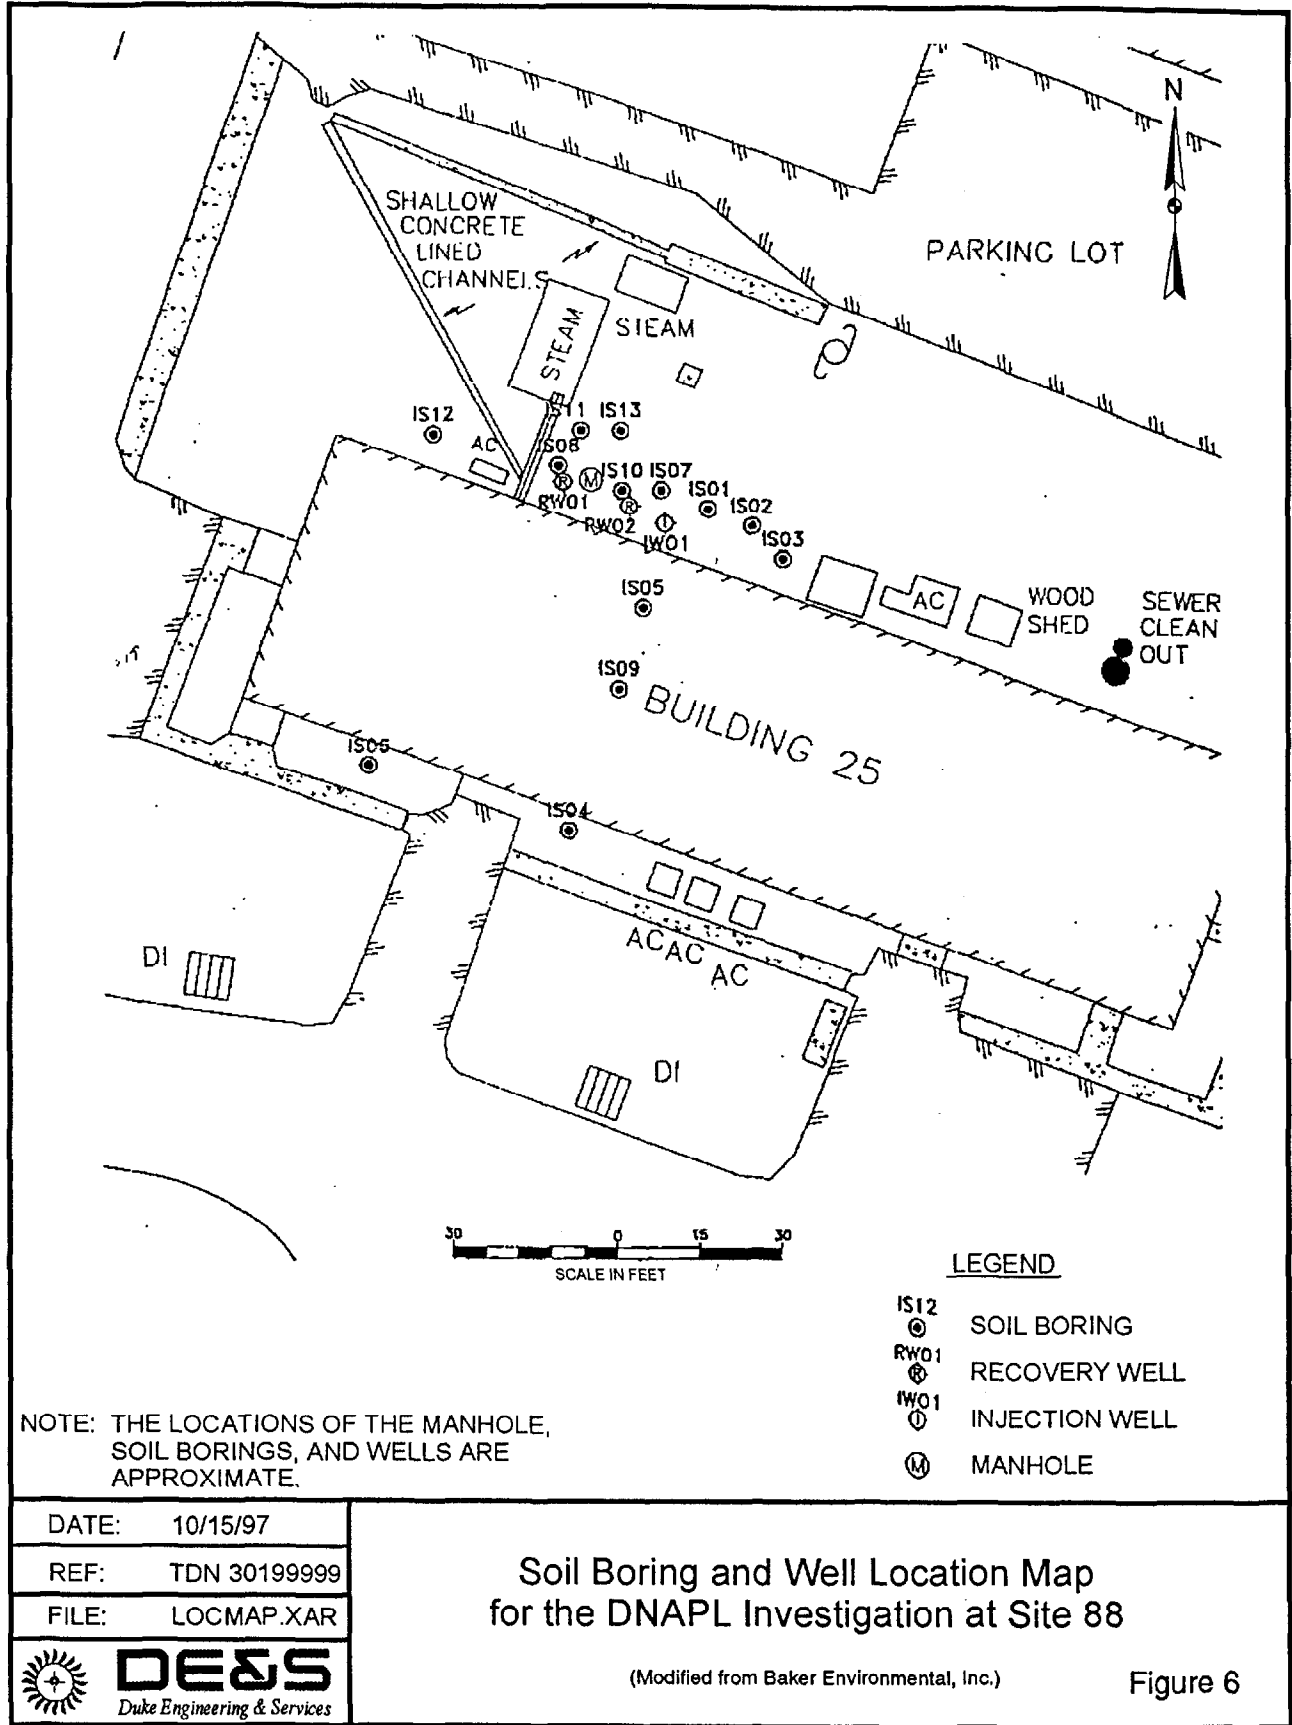 N
SHALLOW
CONCRETE
LINED
CHANNELS
PARKING LOT
STEAM
STEAM
IS12
IS11
IS13
AC
IS08
M
IS10
IS07
R
RW01
IS01
R
IS02
RW02
I
IW01
IS03
IS05
AC
WOOD
SHED
SEWER
CLEAN
OUT
IS09
BUILDING 25
IS04
AC
AC
AC
DI
DI
30
0
15
30
SCALE IN FEET
LEGEND
IS12
SOIL BORING
RW01
R
RECOVERY WELL
IW01
I
INJECTION WELL
M
MANHOLE
NOTE: THE LOCATIONS OF THE MANHOLE,
SOIL BORINGS, AND WELLS ARE
APPROXIMATE.
DATE: 10/15/97
REF: TDN 30199999
FILE: LOCMAP.XAR
DE&S
Duke Engineering & Services
Soil Boring and Well Location Map
for the DNAPL Investigation at Site 88
(Modified from Baker Environmental, Inc.)
Figure 6